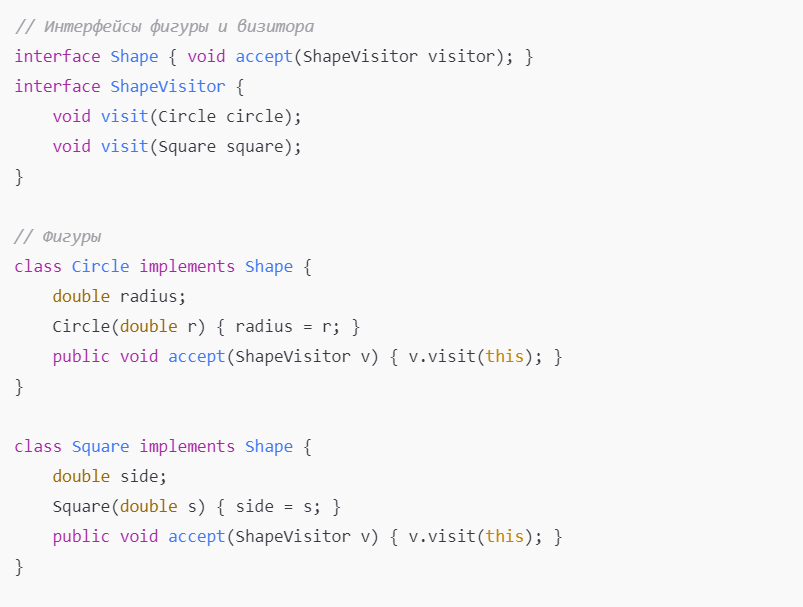 // Интерфейсы фигуры и визитора
interface Shape { void accept(ShapeVisitor visitor); }
interface ShapeVisitor {
    void visit(Circle circle);
    void visit(Square square);
}

// Фигуры
class Circle implements Shape {
    double radius;
    Circle(double r) { radius = r; }
    public void accept(ShapeVisitor v) { v.visit(this); }
}

class Square implements Shape {
    double side;
    Square(double s) { side = s; }
    public void accept(ShapeVisitor v) { v.visit(this); }
}